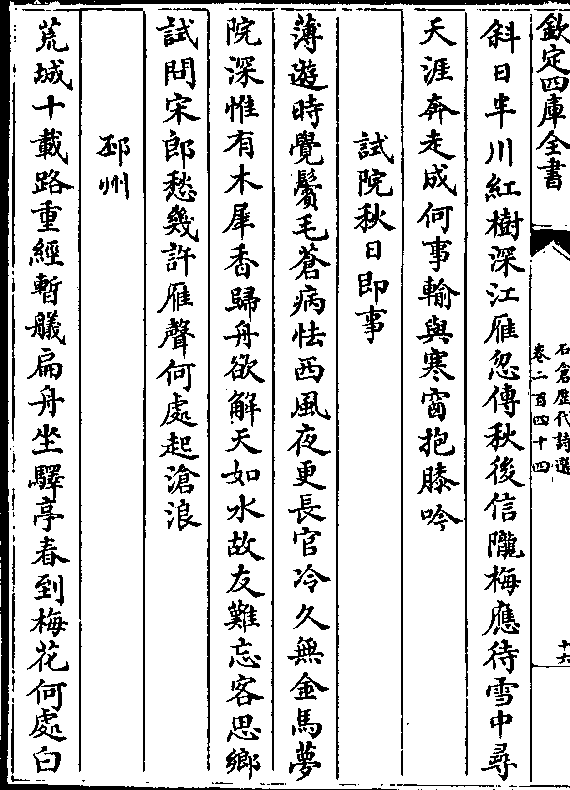 欽定四庫全書
石倉歴代詩選
卷二百四十四
十六
斜日半川紅樹深江雁忽傳秋後信隴梅應待雪中尋
天涯奔走成何事輸與寒窗抱膝吟
試院秋日即事
薄遊時覺鬢毛蒼病怯西風夜更長官冷久無金馬夢
院深惟有木犀香歸舟欲解天如水故友難忘客思鄉
試問宋郎愁幾許雁聲何處起滄浪
邳州
荒城十載路重經暫艤扁舟坐驛亭春到梅花何處白